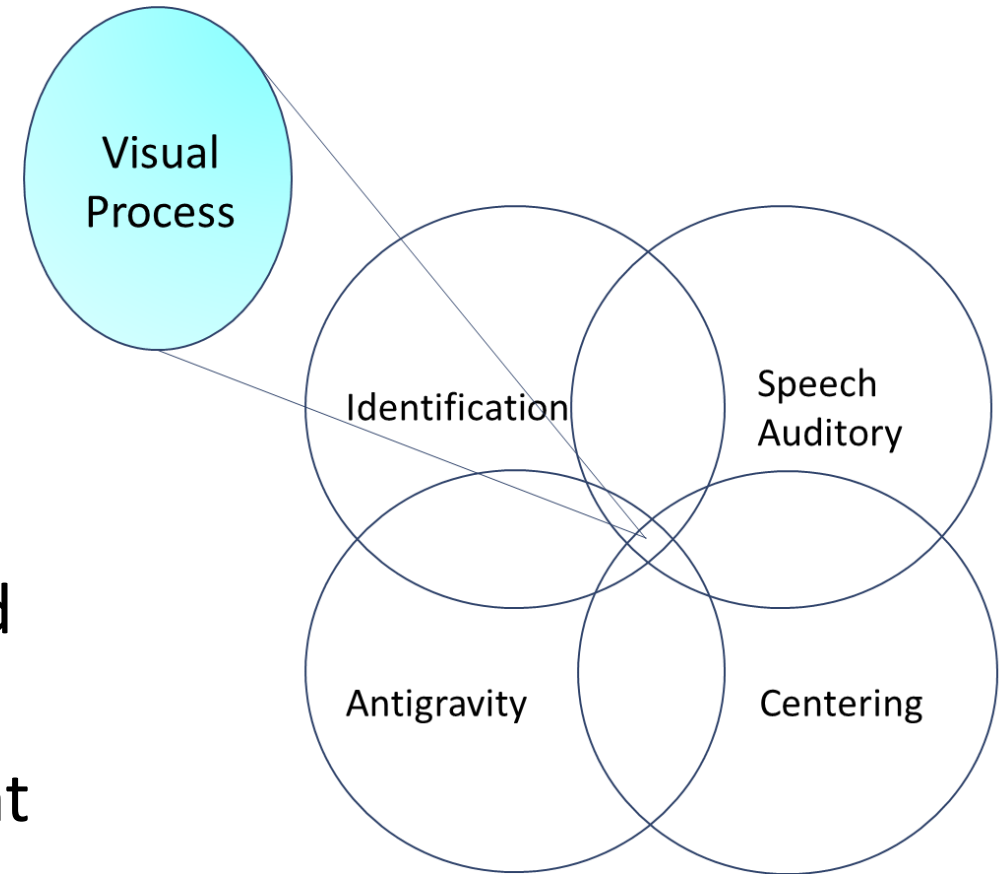 Visual
Process
Identification
Speech
Auditory
Antigravity
Centering